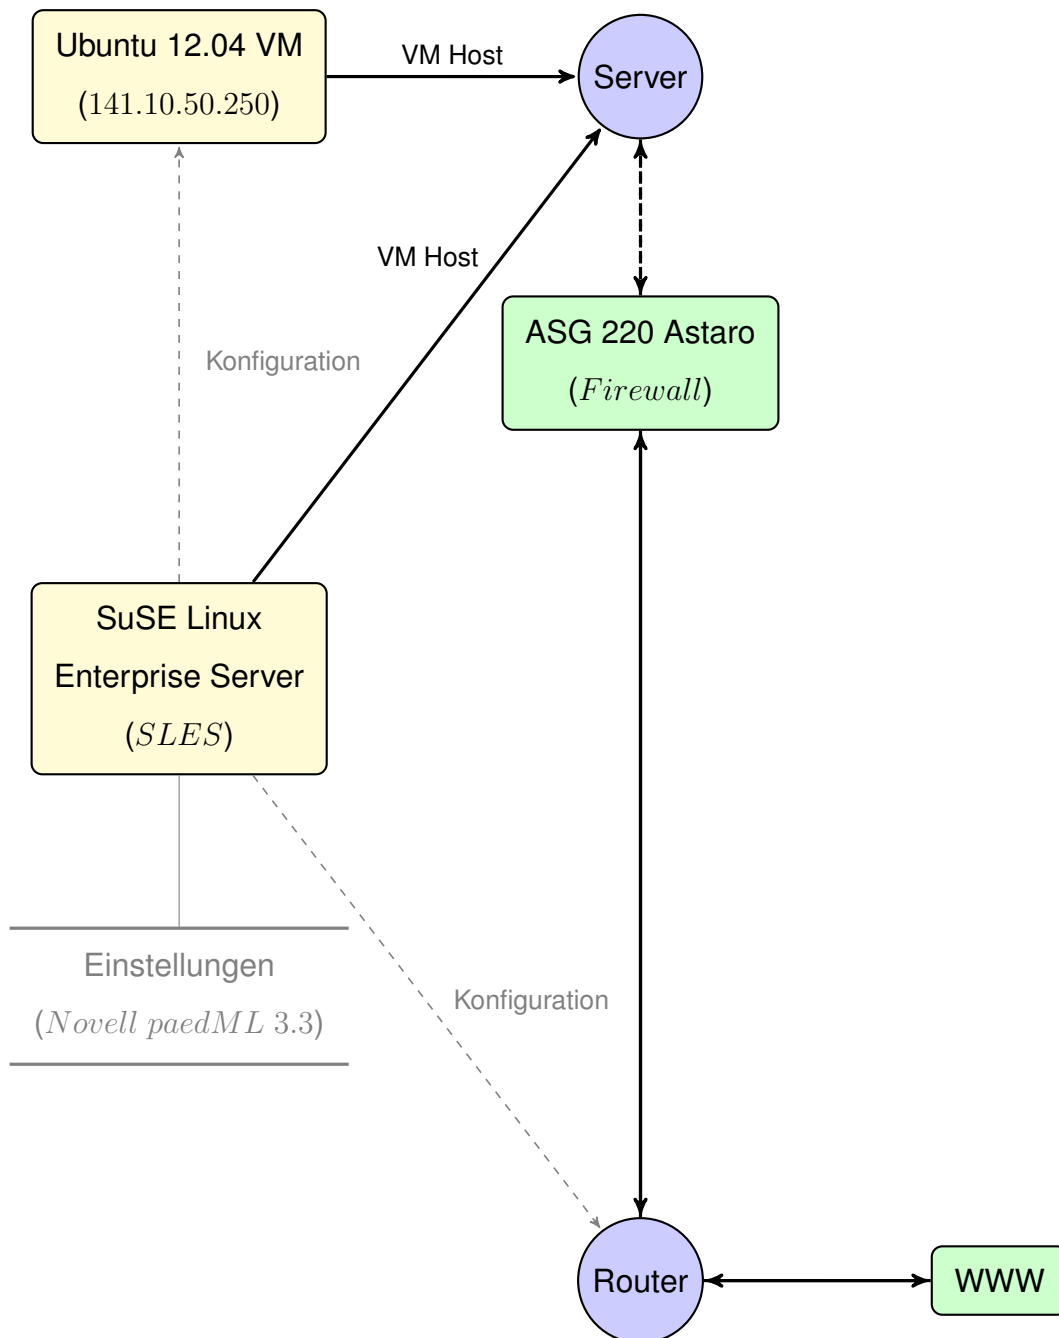 Ubuntu 12.04 VM
(141.10.50.250)
VM Host
Server
VM Host
Konfiguration
ASG 220 Astaro
(Firewall)
SuSE Linux
Enterprise Server
(SLES)
Einstellungen
(Novell paedML 3.3)
Konfiguration
Router
WWW